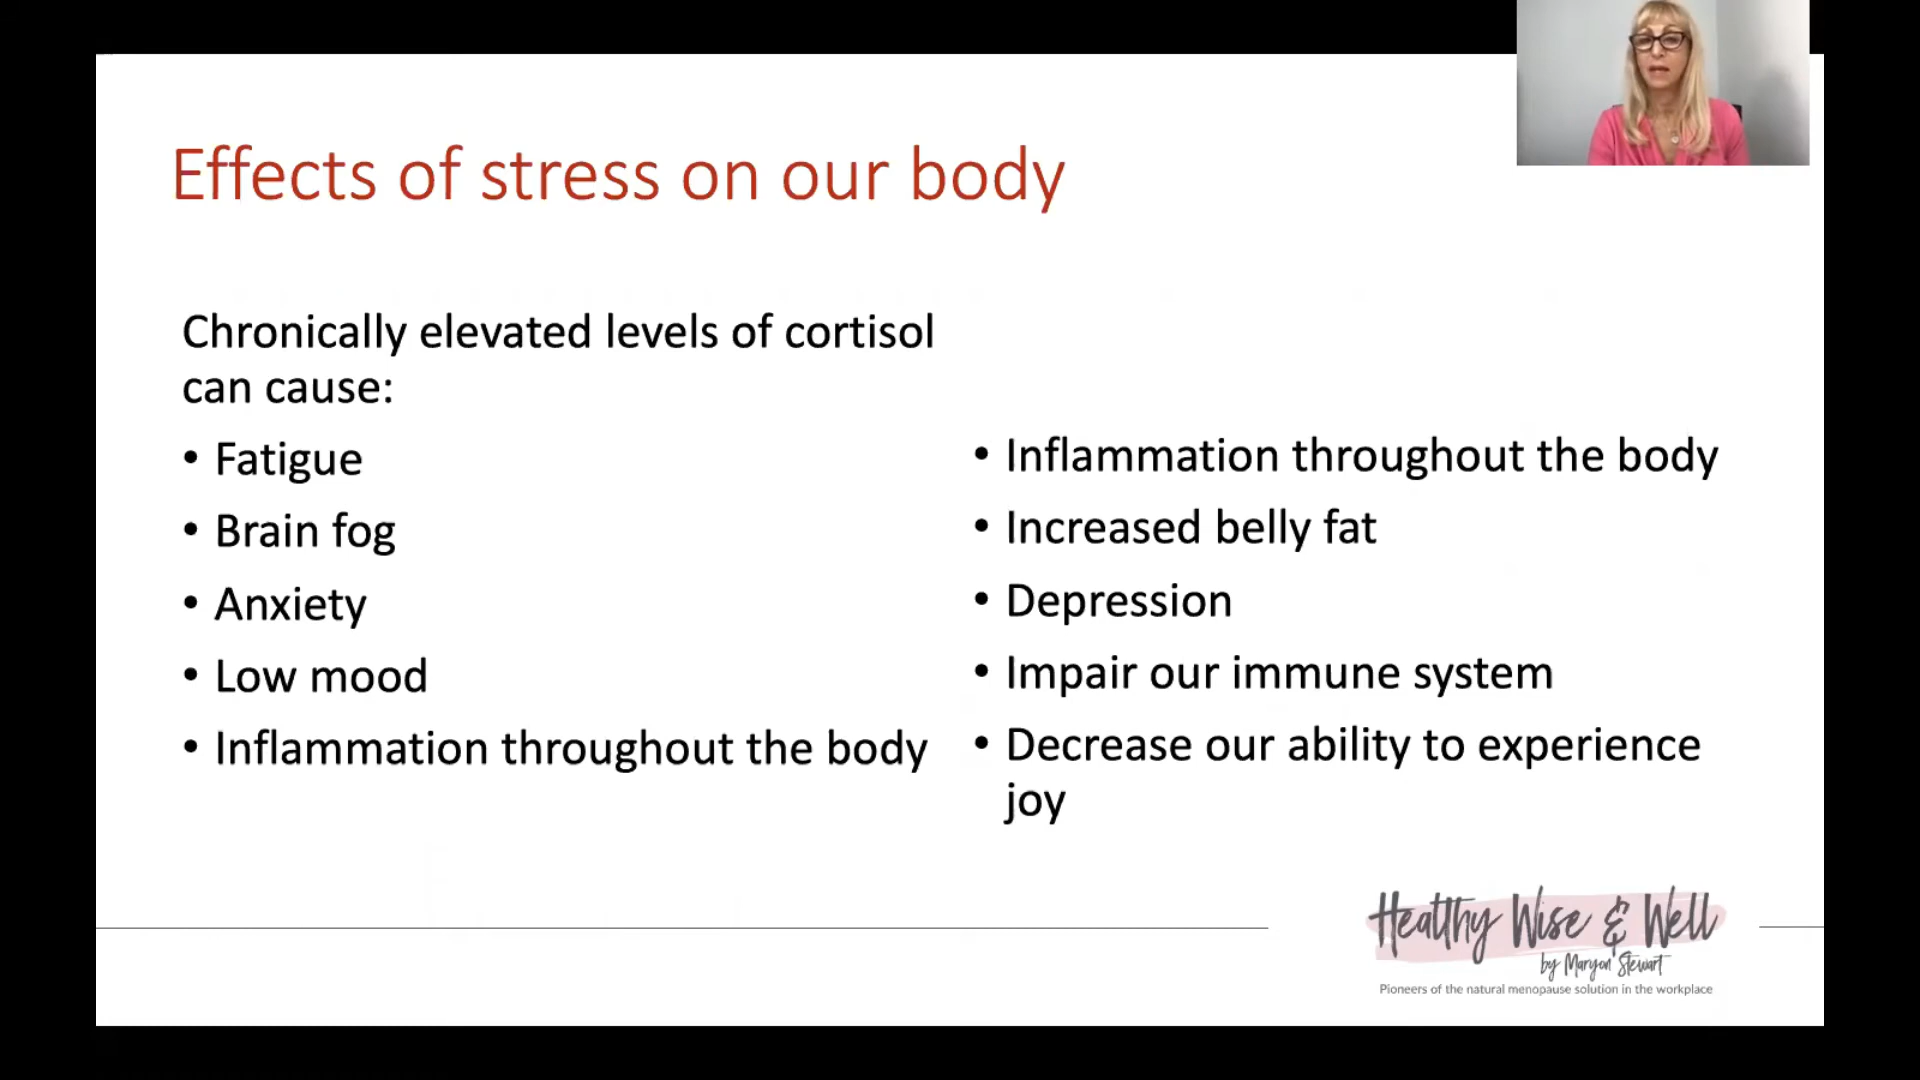 Effects of stress on our body
Chronically elevated levels of cortisol
can cause:
• Fatigue
• Brain fog
• Anxiety
• Low mood
• Inflammation throughout the body
• Inflammation throughout the body
• Increased belly fat
• Depression
• Impair our immune system
• Decrease our ability to experience
joy
Healthy Wise & Well
by Maryon Stewart
Pioneers of the natural menopause solution in the workplace